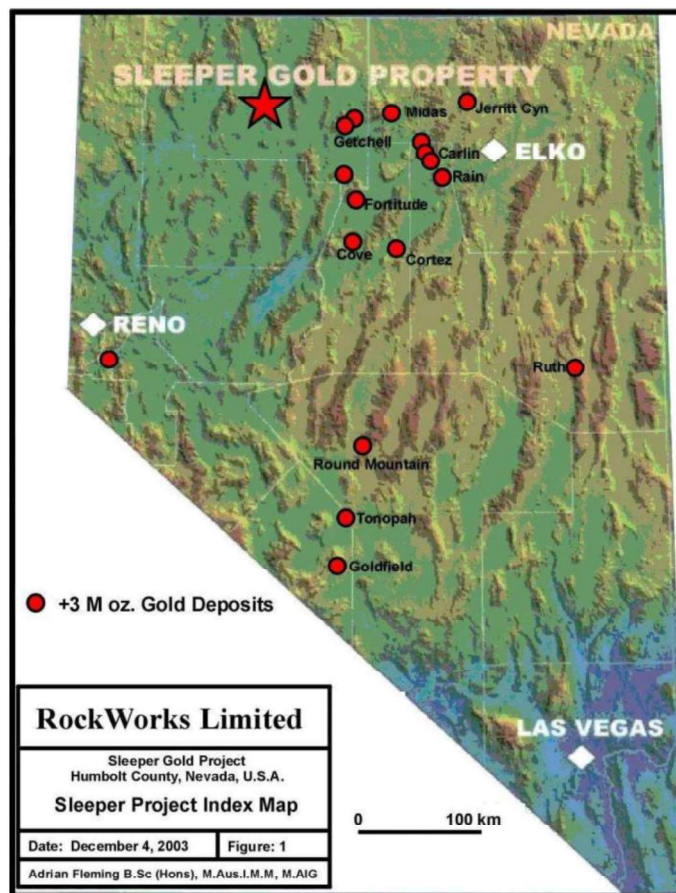 NEVADA
SLEEPER GOLD PROPERTY
Midas
Jerritt Cyn
Getchell
Carlin
ELKO
Rain
Fortitude
Cove
Cortez
RENO
Ruth
Round Mountain
Tonopah
Goldfield
+3 M oz. Gold Deposits
LAS VEGAS
RockWorks Limited
Sleeper Gold Project
Humbolt County, Nevada, U.S.A.
Sleeper Project Index Map
0 100 km
Date: December 4, 2003 Figure: 1
Adrian Fleming B.Sc (Hons), M.Aus.I.M.M, M.AIG